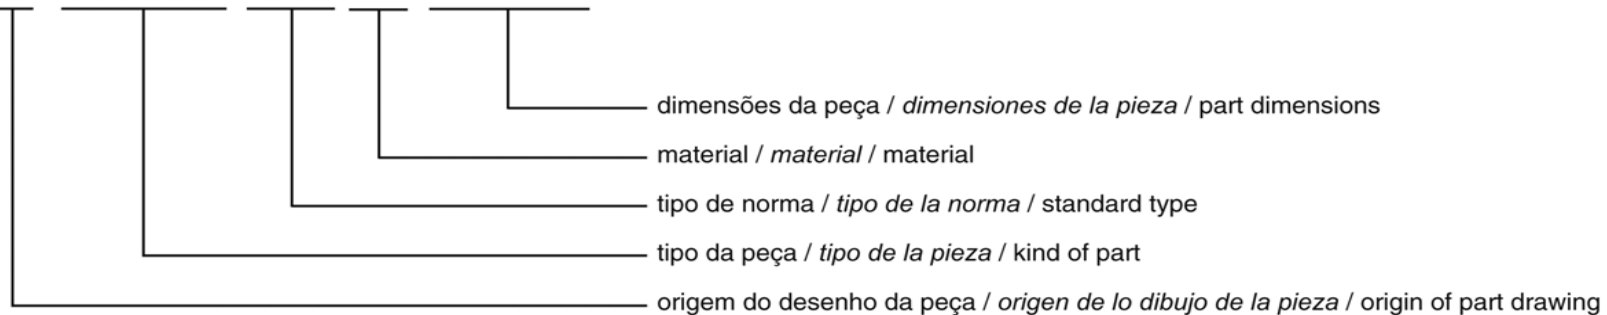 dimensões da peça / dimensiones de la pieza / part dimensions
material / material / material
tipo de norma / tipo de la norma / standard type
tipo da peça / tipo de la pieza / kind of part
origem do desenho da peça / origen de lo dibujo de la pieza / origin of part drawing